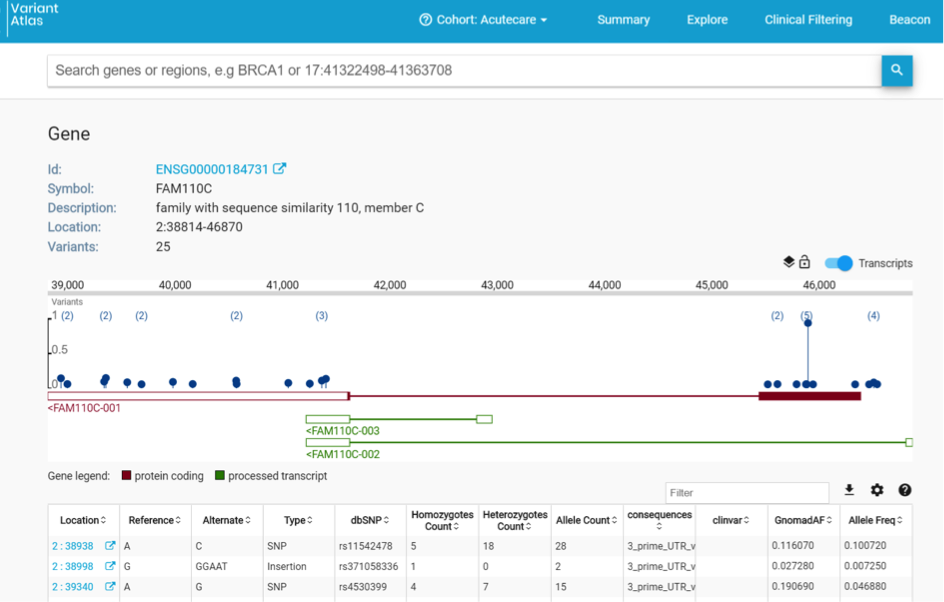 Variant
Atlas
Cohort: Acutecare
Summary
Explore
Clinical Filtering
Beacon
Search genes or regions, e.g BRCA1 or 17:41322498-41363708
Gene
Id: ENSG00000184731
Symbol: FAM110C
Description: family with sequence similarity 110, member C
Location: 2:38814-46870
Variants: 25
Transcripts
39,000 40,000 41,000 42,000 43,000 44,000 45,000 46,000
Variants
1 (2) (2) (2) (2) (3) (2) (5) (4)
0.5
0
<FAM110C-001
<FAM110C-003
<FAM110C-002
Gene legend: protein coding processed transcript
Filter
Location Reference Alternate Type dbSNP Homozygotes Count Heterozygotes Count Allele Count consequences clinvar GnomadAF Allele Freq
2 : 38938 A C SNP rs11542478 5 18 28 3_prime_UTR_v 0.116070 0.100720
2 : 38998 G GGAAT Insertion rs371058336 1 0 2 3_prime_UTR_v 0.027280 0.007250
2 : 39340 A G SNP rs4530399 4 7 15 3_prime_UTR_v 0.190690 0.046880